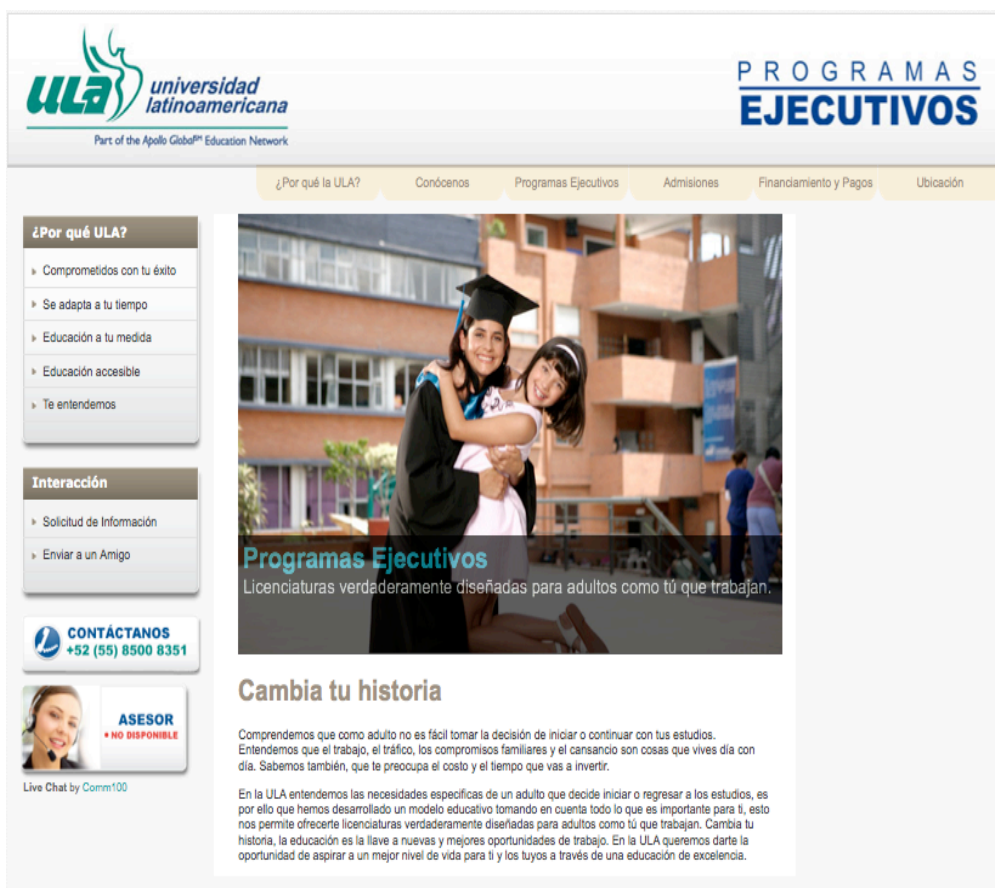 ULA universidad
latinoamericana
Part of the Apollo Global℠ Education Network
PROGRAMAS
EJECUTIVOS
¿Por qué la ULA? Conócenos Programas Ejecutivos Admisiones Financiamiento y Pagos Ubicación
¿Por qué ULA?
Comprometidos con tu éxito
Se adapta a tu tiempo
Educación a tu medida
Educación accesible
Te entendemos
Interacción
Solicitud de Información
Enviar a un Amigo
CONTÁCTANOS
+52 (55) 8500 8351
ASESOR
• NO DISPONIBLE
Live Chat by Comm100
Programas Ejecutivos
Licenciaturas verdaderamente diseñadas para adultos como tú que trabajan.
Cambia tu historia
Comprendemos que como adulto no es fácil tomar la decisión de iniciar o continuar con tus estudios.
Entendemos que el trabajo, el tráfico, los compromisos familiares y el cansancio son cosas que vives día con
día. Sabemos también, que te preocupa el costo y el tiempo que vas a invertir.
En la ULA entendemos las necesidades especificas de un adulto que decide iniciar o regresar a los estudios, es
por ello que hemos desarrollado un modelo educativo tomando en cuenta todo lo que es importante para ti, esto
nos permite ofrecerte licenciaturas verdaderamente diseñadas para adultos como tú que trabajan. Cambia tu
historia, la educación es la llave a nuevas y mejores oportunidades de trabajo. En la ULA queremos darte la
oportunidad de aspirar a un mejor nivel de vida para ti y los tuyos a través de una educación de excelencia.